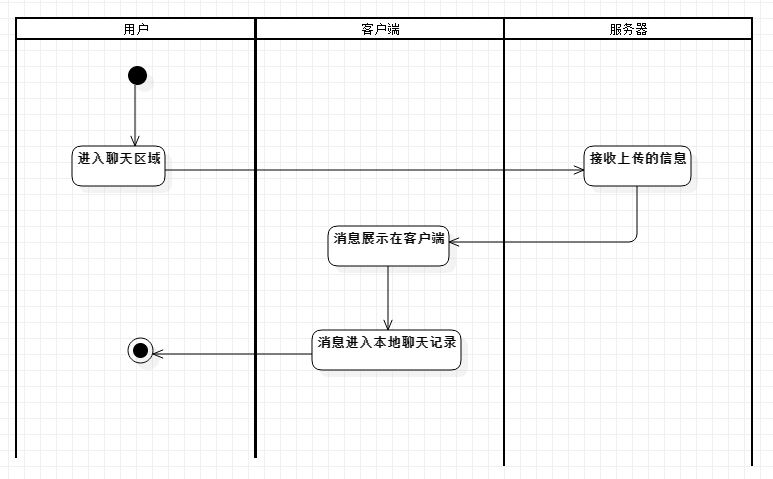 用户
客户端
服务器
进入聊天区域
接收上传的信息
消息展示在客户端
消息进入本地聊天记录